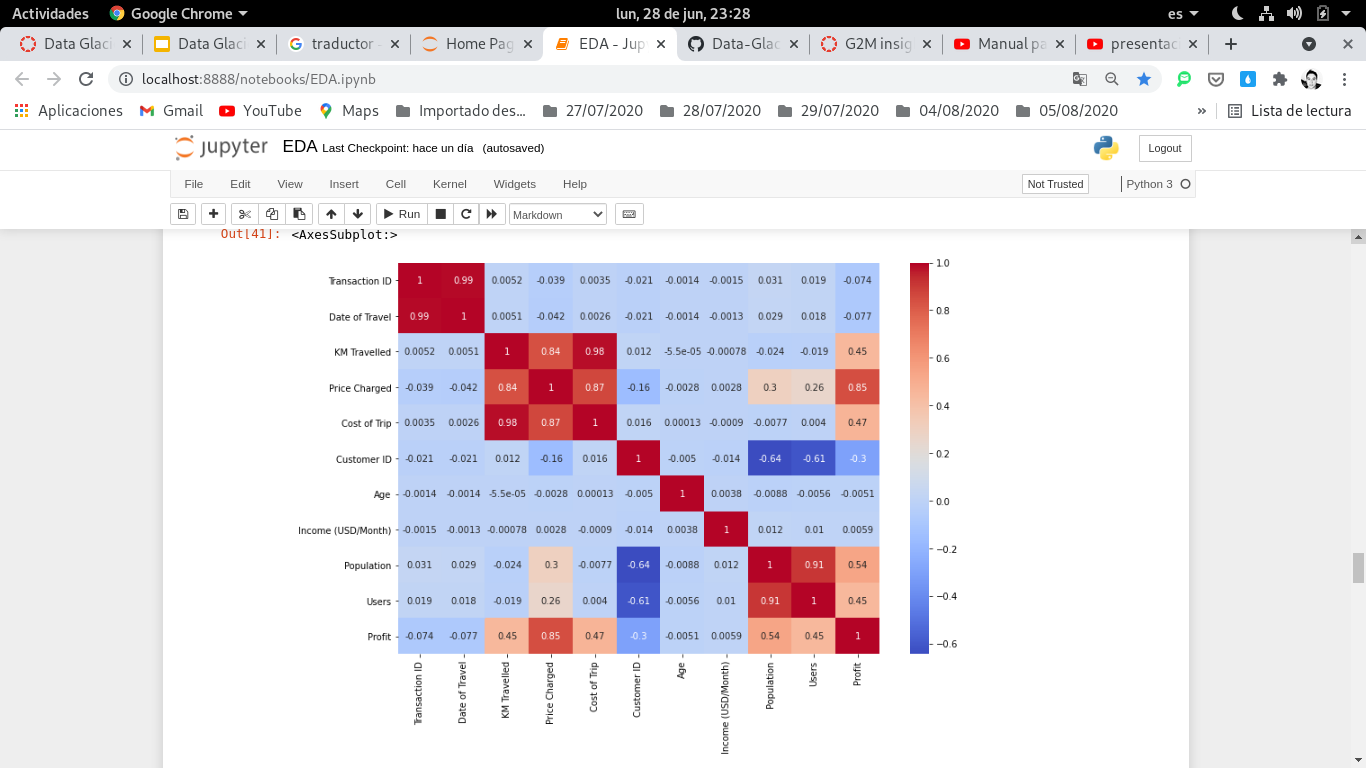 Actividades Google Chrome lun, 28 de jun, 23:28 es
Data Glaci Data Glaci traductor - Home Pag EDA - Jup Data-Glac G2M insig Manual pa presentac
localhost:8888/notebooks/EDA.ipynb
Aplicaciones Gmail YouTube Maps Importado des... 27/07/2020 28/07/2020 29/07/2020 04/08/2020 05/08/2020 » Lista de lectura
jupyter EDA Last Checkpoint: hace un día (autosaved) Logout
File Edit View Insert Cell Kernel Widgets Help Not Trusted Python 3
Run Markdown
Out[41]: <AxesSubplot:>
Transaction ID 1 0.99 0.0052 -0.039 0.0035 -0.021 -0.0014 -0.0015 0.031 0.019 -0.074
Date of Travel 0.99 1 0.0051 -0.042 0.0026 -0.021 -0.0014 -0.0013 0.029 0.018 -0.077
KM Travelled 0.0052 0.0051 1 0.84 0.98 0.012 -5.5e-05 -0.00078 -0.024 -0.019 0.45
Price Charged -0.039 -0.042 0.84 1 0.87 -0.16 -0.0028 0.0028 0.3 0.26 0.85
Cost of Trip 0.0035 0.0026 0.98 0.87 1 0.016 0.00013 -0.0009 -0.0077 0.004 0.47
Customer ID -0.021 -0.021 0.012 -0.16 0.016 1 -0.005 -0.014 -0.64 -0.61 -0.3
Age -0.0014 -0.0014 -5.5e-05 -0.0028 0.00013 -0.005 1 0.0038 -0.0088 -0.0056 -0.0051
Income (USD/Month) -0.0015 -0.0013 -0.00078 0.0028 -0.0009 -0.014 0.0038 1 0.012 0.01 0.0059
Population 0.031 0.029 -0.024 0.3 -0.0077 -0.64 -0.0088 0.012 1 0.91 0.54
Users 0.019 0.018 -0.019 0.26 0.004 -0.61 -0.0056 0.01 0.91 1 0.45
Profit -0.074 -0.077 0.45 0.85 0.47 -0.3 -0.0051 0.0059 0.54 0.45 1
Transaction ID
Date of Travel
KM Travelled
Price Charged
Cost of Trip
Customer ID
Age
Income (USD/Month)
Population
Users
Profit
1.0
0.8
0.6
0.4
0.2
0.0
−0.2
−0.4
−0.6